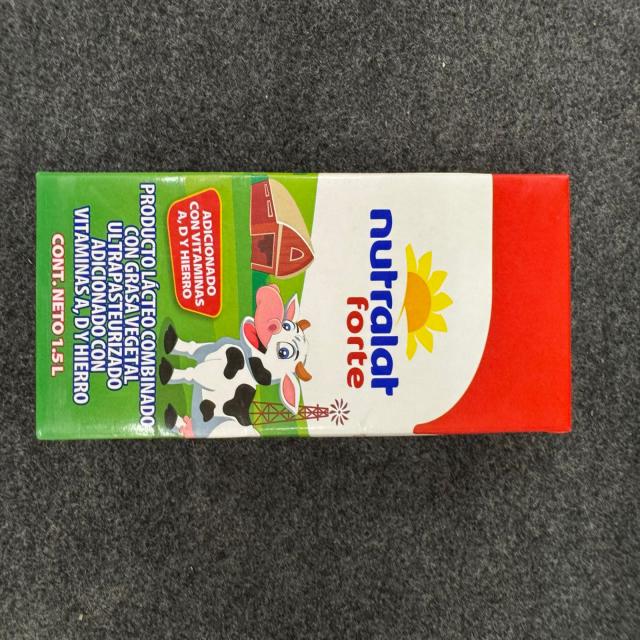 nutralat
forte
ADICIONADO
CON VITAMINAS
A, D Y HIERRO
PRODUCTO LÁCTEO COMBINADO
CON GRASA VEGETAL
ULTRAPASTEURIZADO
ADICIONADO CON
VITAMINAS A, D Y HIERRO
CONT. NETO 1.5 L